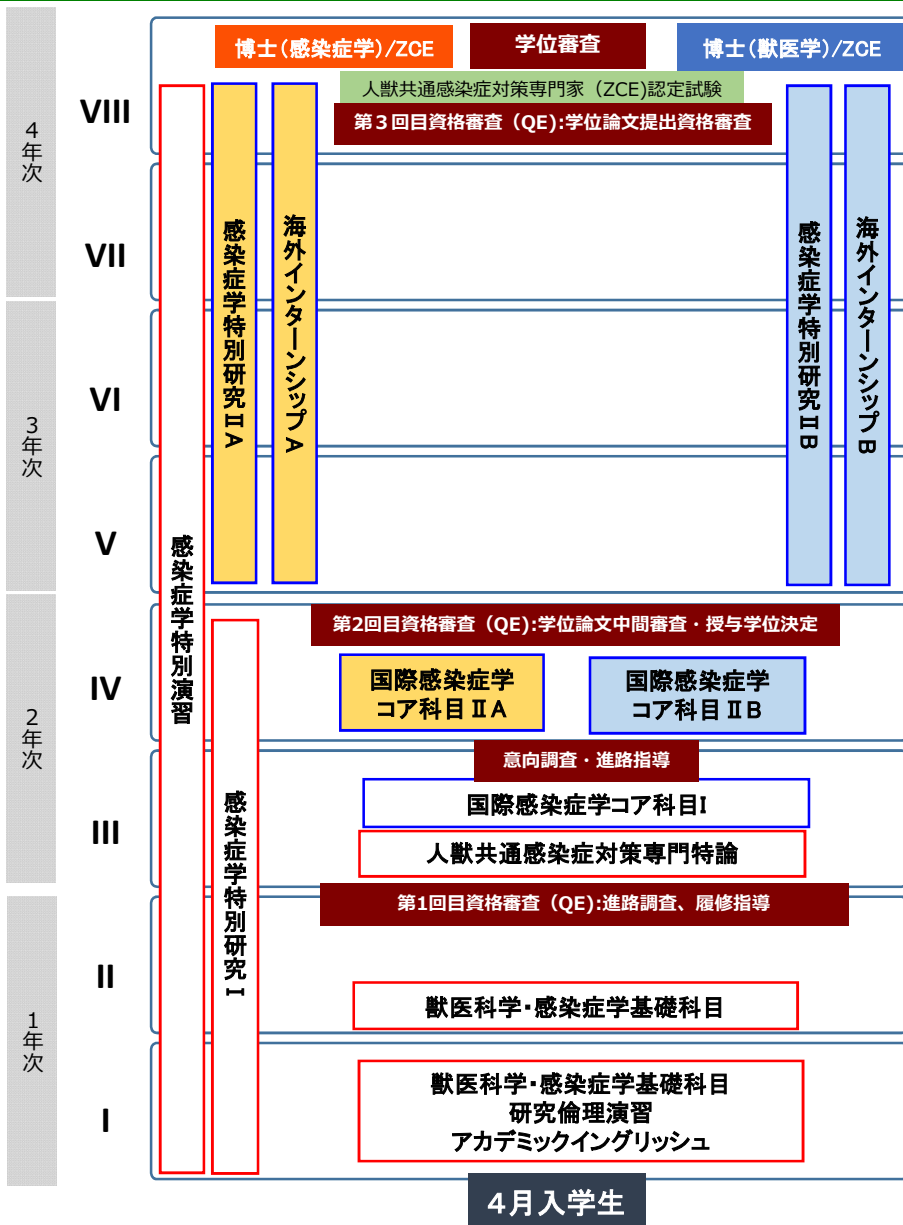 博士(感染症学)/ZCE
学位審査
博士(獣医学)/ZCE
人獣共通感染症対策専門家（ZCE)認定試験
第３回目資格審査（QE）:学位論文提出資格審査
4年次
VIII
VII
感染症学特別研究ⅡA
海外インターンシップA
感染症学特別研究ⅡB
海外インターンシップB
3年次
VI
V
感染症学特別演習
2年次
第2回目資格審査（QE）:学位論文中間審査・授与学位決定
IV
国際感染症学
コア科目ⅡA
国際感染症学
コア科目ⅡB
意向調査・進路指導
III
国際感染症学コア科目I
人獣共通感染症対策専門特論
感染症学特別研究I
1年次
第1回目資格審査（QE）:進路調査、履修指導
II
獣医科学・感染症学基礎科目
I
獣医科学・感染症学基礎科目
研究倫理演習
アカデミックイングリッシュ
４月入学生